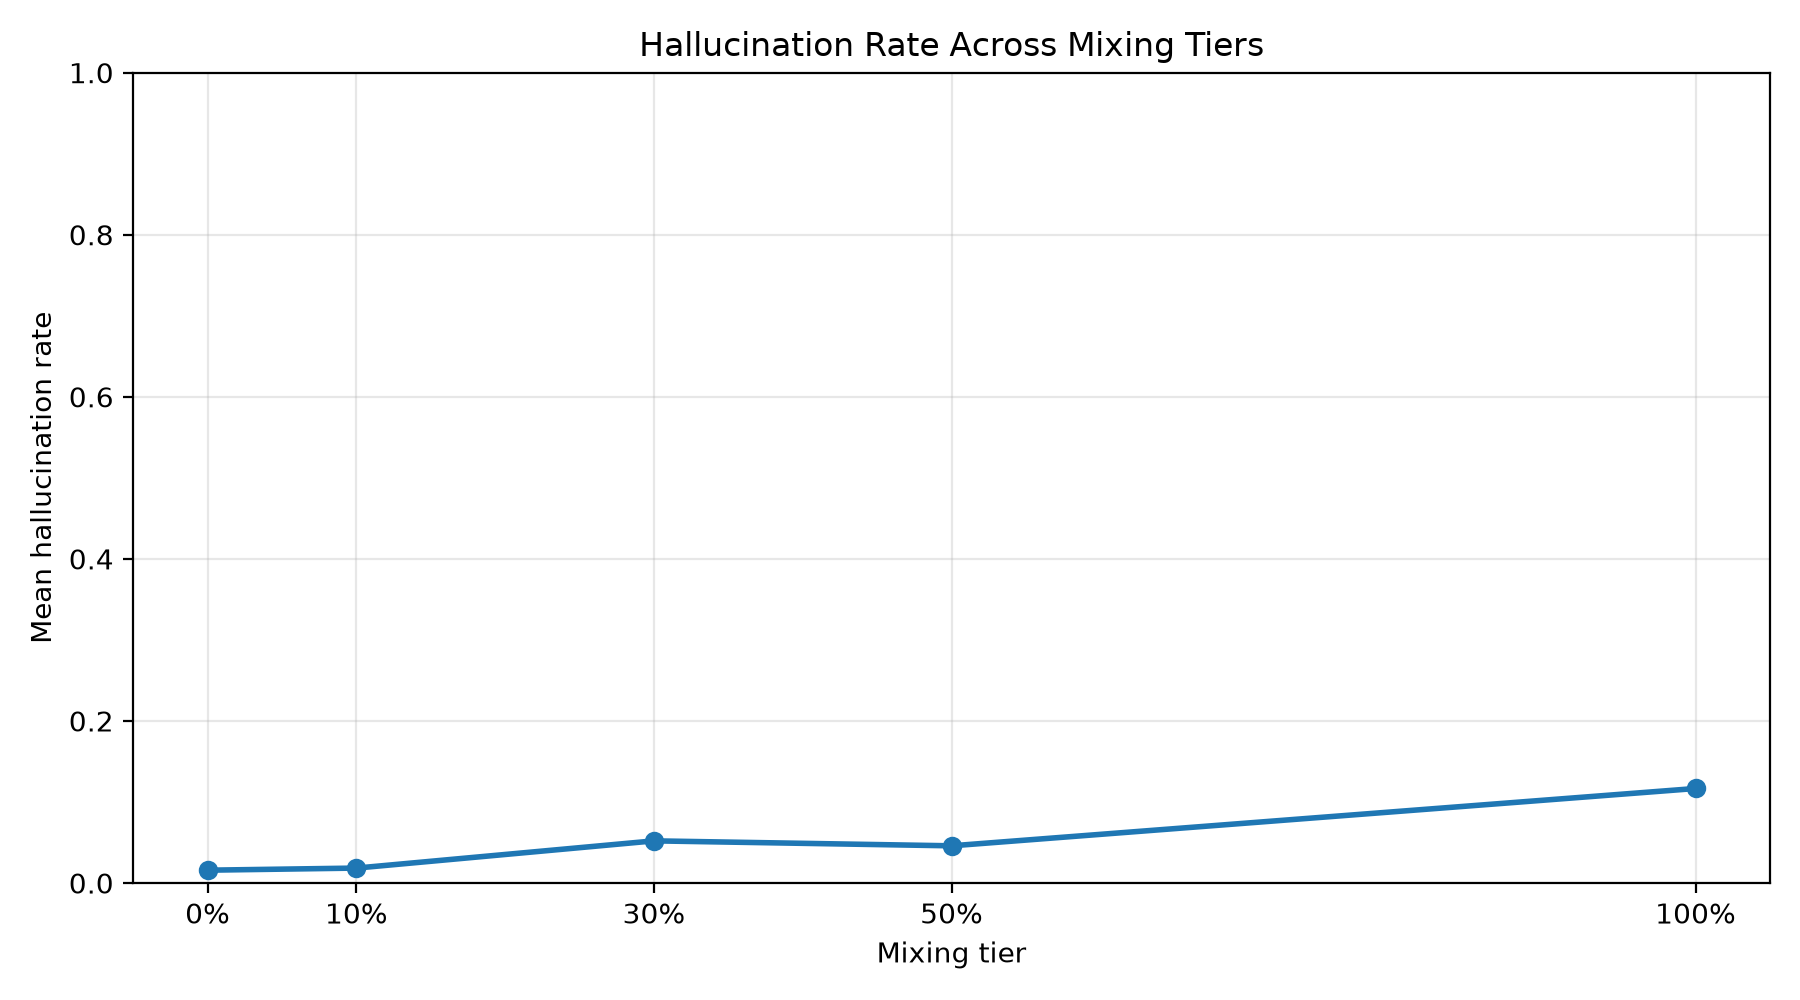 Hallucination Rate Across Mixing Tiers
1.0
0.8
0.6
0.4
0.2
0.0
Mean hallucination rate
0% 10% 30% 50% 100%
Mixing tier